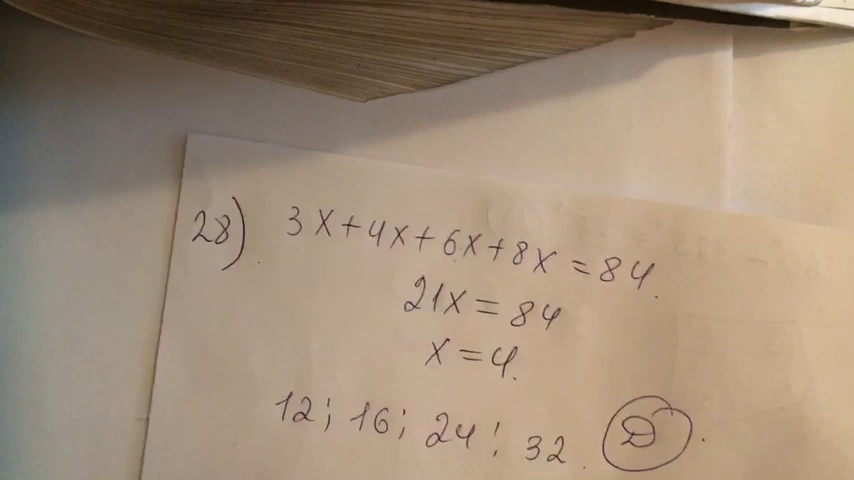 28) 3x+4x+6x+8x=84.
21x=84
x=4.
12; 16; 24; 32. D.